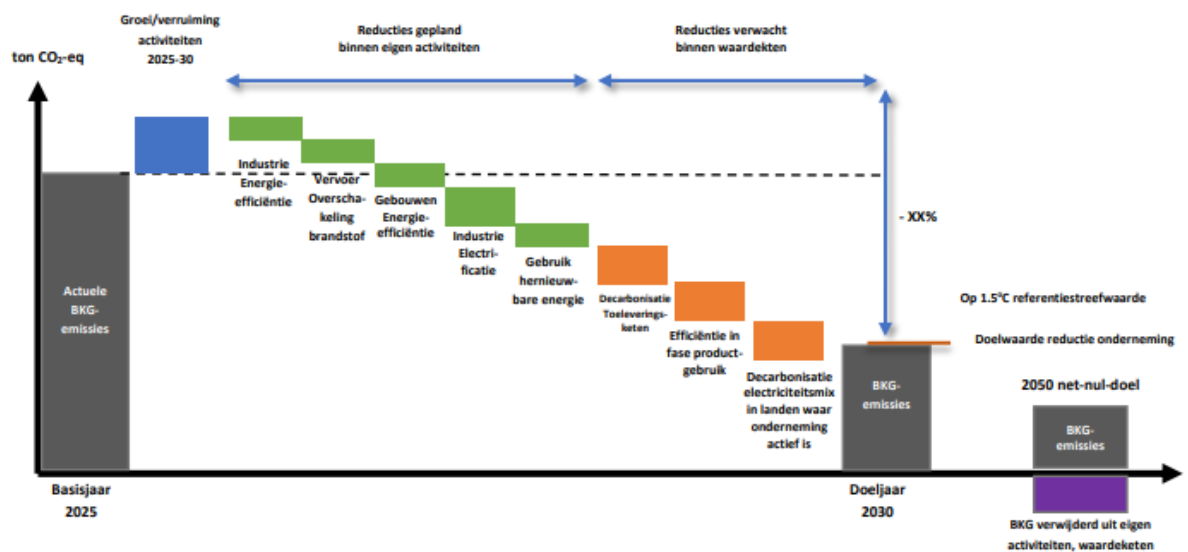 Groei/verruiming
activiteiten
2025-30
Reducties gepland
binnen eigen activiteiten
Reducties verwacht
binnen waardekten
ton CO₂-eq
Industrie
Energie-
efficiëntie
Vervoer
Overscha-
keling
brandstof
Gebouwen
Energie-
efficiëntie
Industrie
Electri-
ficatie
Gebruik
hernieuw-
bare energie
Decarbonisatie
Toeleverings-
keten
Efficiëntie in
fase product-
gebruik
Decarbonisatie
electriciteitsmix
in landen waar
onderneming
actief is
- XX%
Op 1.5°C referentiestreefwaarde
Doelwaarde reductie onderneming
Actuele
BKG-
emissies
BKG-
emissies
2050 net-nul-doel
BKG-
emissies
Basisjaar
2025
Doeljaar
2030
BKG verwijderd uit eigen
activiteiten, waardeketen